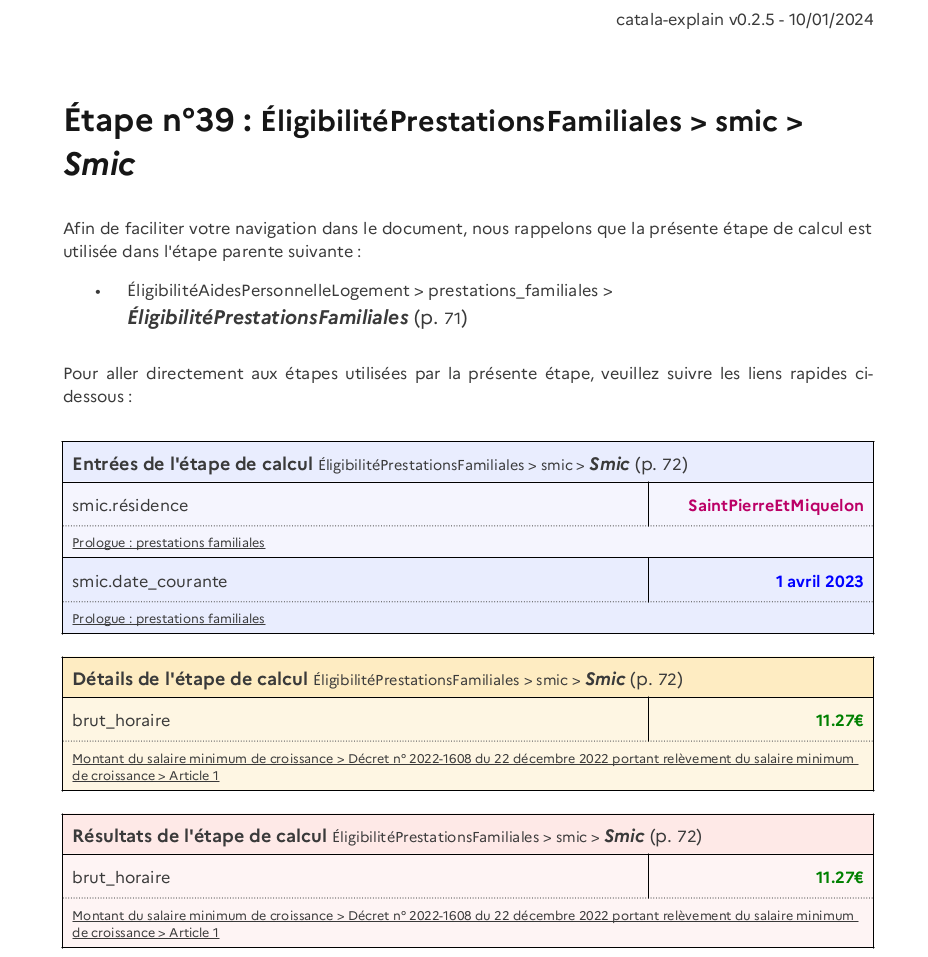 catala-explain v0.2.5 - 10/01/2024
Étape n°39 : ÉligibilitéPrestationsFamiliales > smic >
Smic
Afin de faciliter votre navigation dans le document, nous rappelons que la présente étape de calcul est
utilisée dans l'étape parente suivante :
• ÉligibilitéAidesPersonnelleLogement > prestations_familiales >
ÉligibilitéPrestationsFamiliales (p. 71)
Pour aller directement aux étapes utilisées par la présente étape, veuillez suivre les liens rapides ci-
dessous :
Entrées de l'étape de calcul ÉligibilitéPrestationsFamiliales > smic > Smic (p. 72)
smic.résidence SaintPierreEtMiquelon
Prologue : prestations familiales
smic.date_courante 1 avril 2023
Prologue : prestations familiales
Détails de l'étape de calcul ÉligibilitéPrestationsFamiliales > smic > Smic (p. 72)
brut_horaire 11.27€
Montant du salaire minimum de croissance > Décret n° 2022-1608 du 22 décembre 2022 portant relèvement du salaire minimum
de croissance > Article 1
Résultats de l'étape de calcul ÉligibilitéPrestationsFamiliales > smic > Smic (p. 72)
brut_horaire 11.27€
Montant du salaire minimum de croissance > Décret n° 2022-1608 du 22 décembre 2022 portant relèvement du salaire minimum
de croissance > Article 1